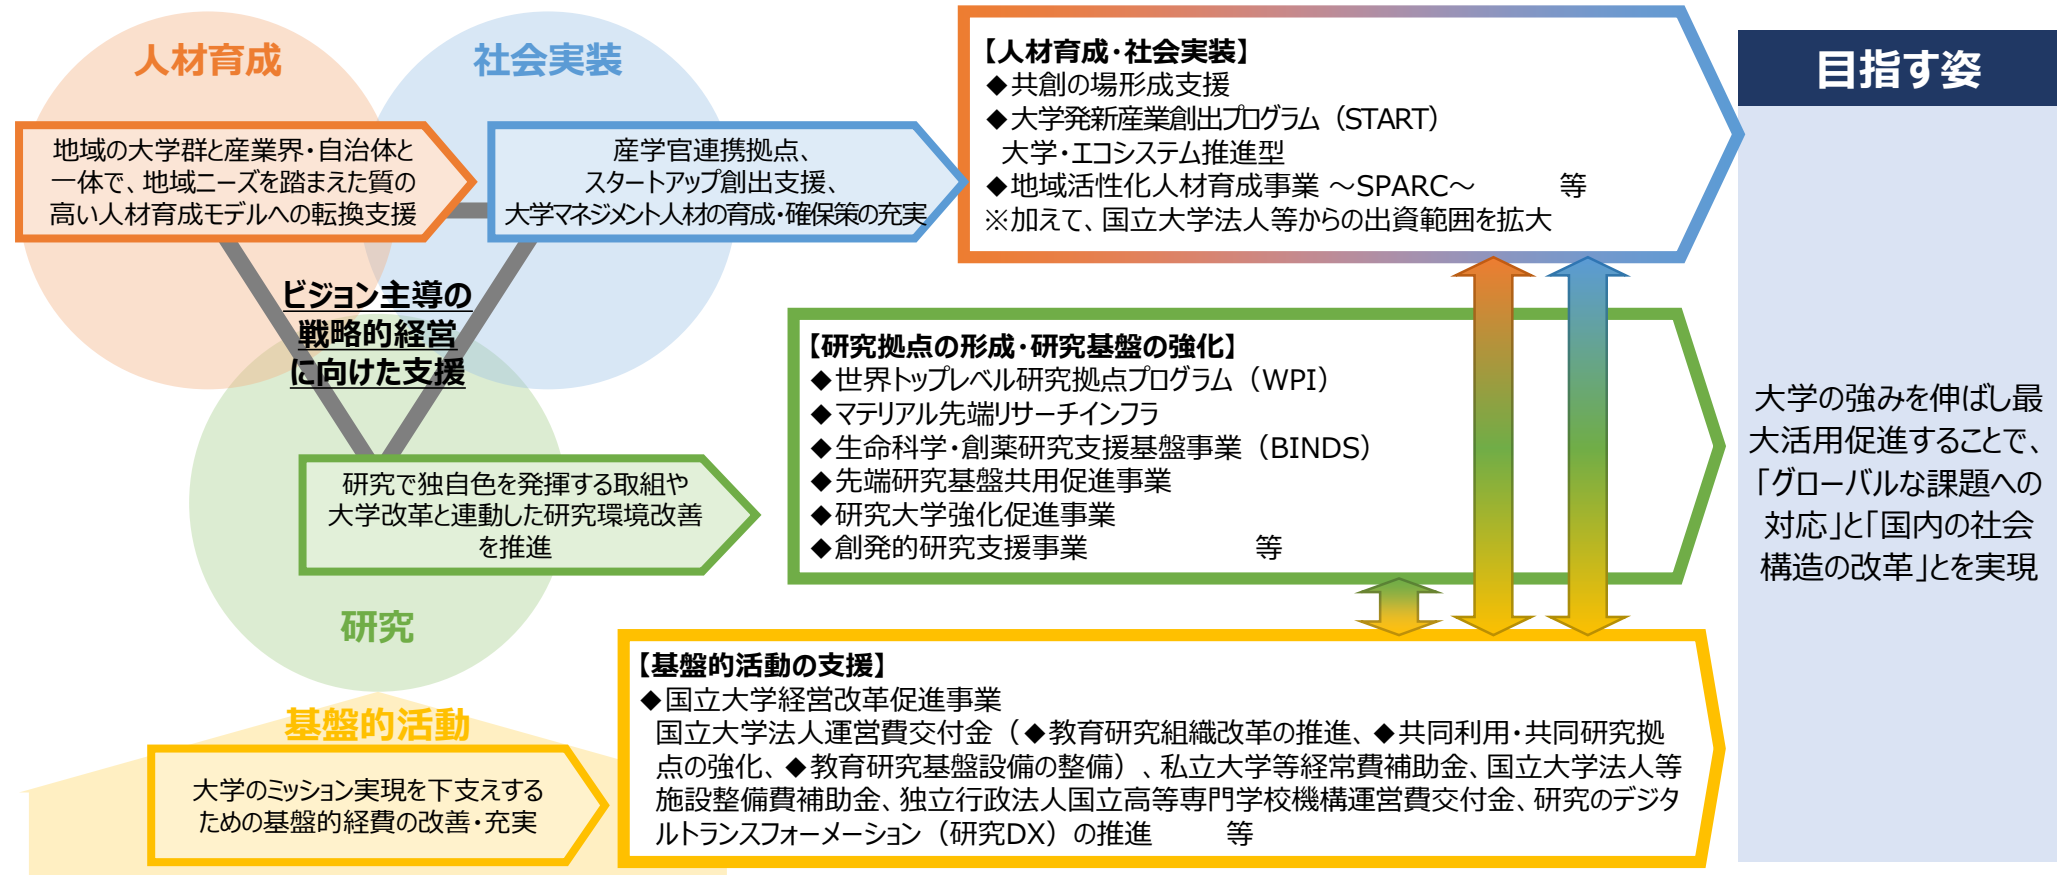 人材育成
社会実装
地域の大学群と産業界・自治体と
一体で、地域ニーズを踏まえた質の
高い人材育成モデルへの転換支援
産学官連携拠点、
スタートアップ創出支援、
大学マネジメント人材の育成・確保策の充実
ビジョン主導の
戦略的経営
に向けた支援
研究で独自色を発揮する取組や
大学改革と連動した研究環境改善
を推進
研究
基盤的活動
大学のミッション実現を下支えする
ための基盤的経費の改善・充実
【人材育成・社会実装】
◆共創の場形成支援
◆大学発新産業創出プログラム（START）
大学・エコシステム推進型
◆地域活性化人材育成事業 ～SPARC～ 等
※加えて、国立大学法人等からの出資範囲を拡大
【研究拠点の形成・研究基盤の強化】
◆世界トップレベル研究拠点プログラム（WPI）
◆マテリアル先端リサーチインフラ
◆生命科学・創薬研究支援基盤事業（BINDS）
◆先端研究基盤共用促進事業
◆研究大学強化促進事業
◆創発的研究支援事業 等
【基盤的活動の支援】
◆国立大学経営改革促進事業
国立大学法人運営費交付金（◆教育研究組織改革の推進、◆共同利用・共同研究拠
点の強化、◆教育研究基盤設備の整備）、私立大学等経常費補助金、国立大学法人等
施設整備費補助金、独立行政法人国立高等専門学校機構運営費交付金、研究のデジタ
ルトランスフォーメーション（研究DX）の推進 等
目指す姿
大学の強みを伸ばし最
大活用促進することで、
「グローバルな課題への
対応」と「国内の社会
構造の改革」とを実現